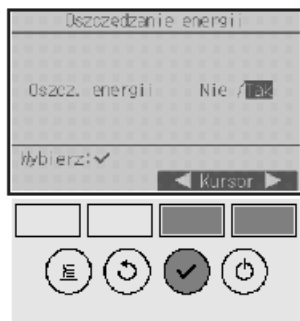 Oszczędzanie energii
Oszcz. energii Nie /Tak
Wybierz:✔
◀ Kursor ▶